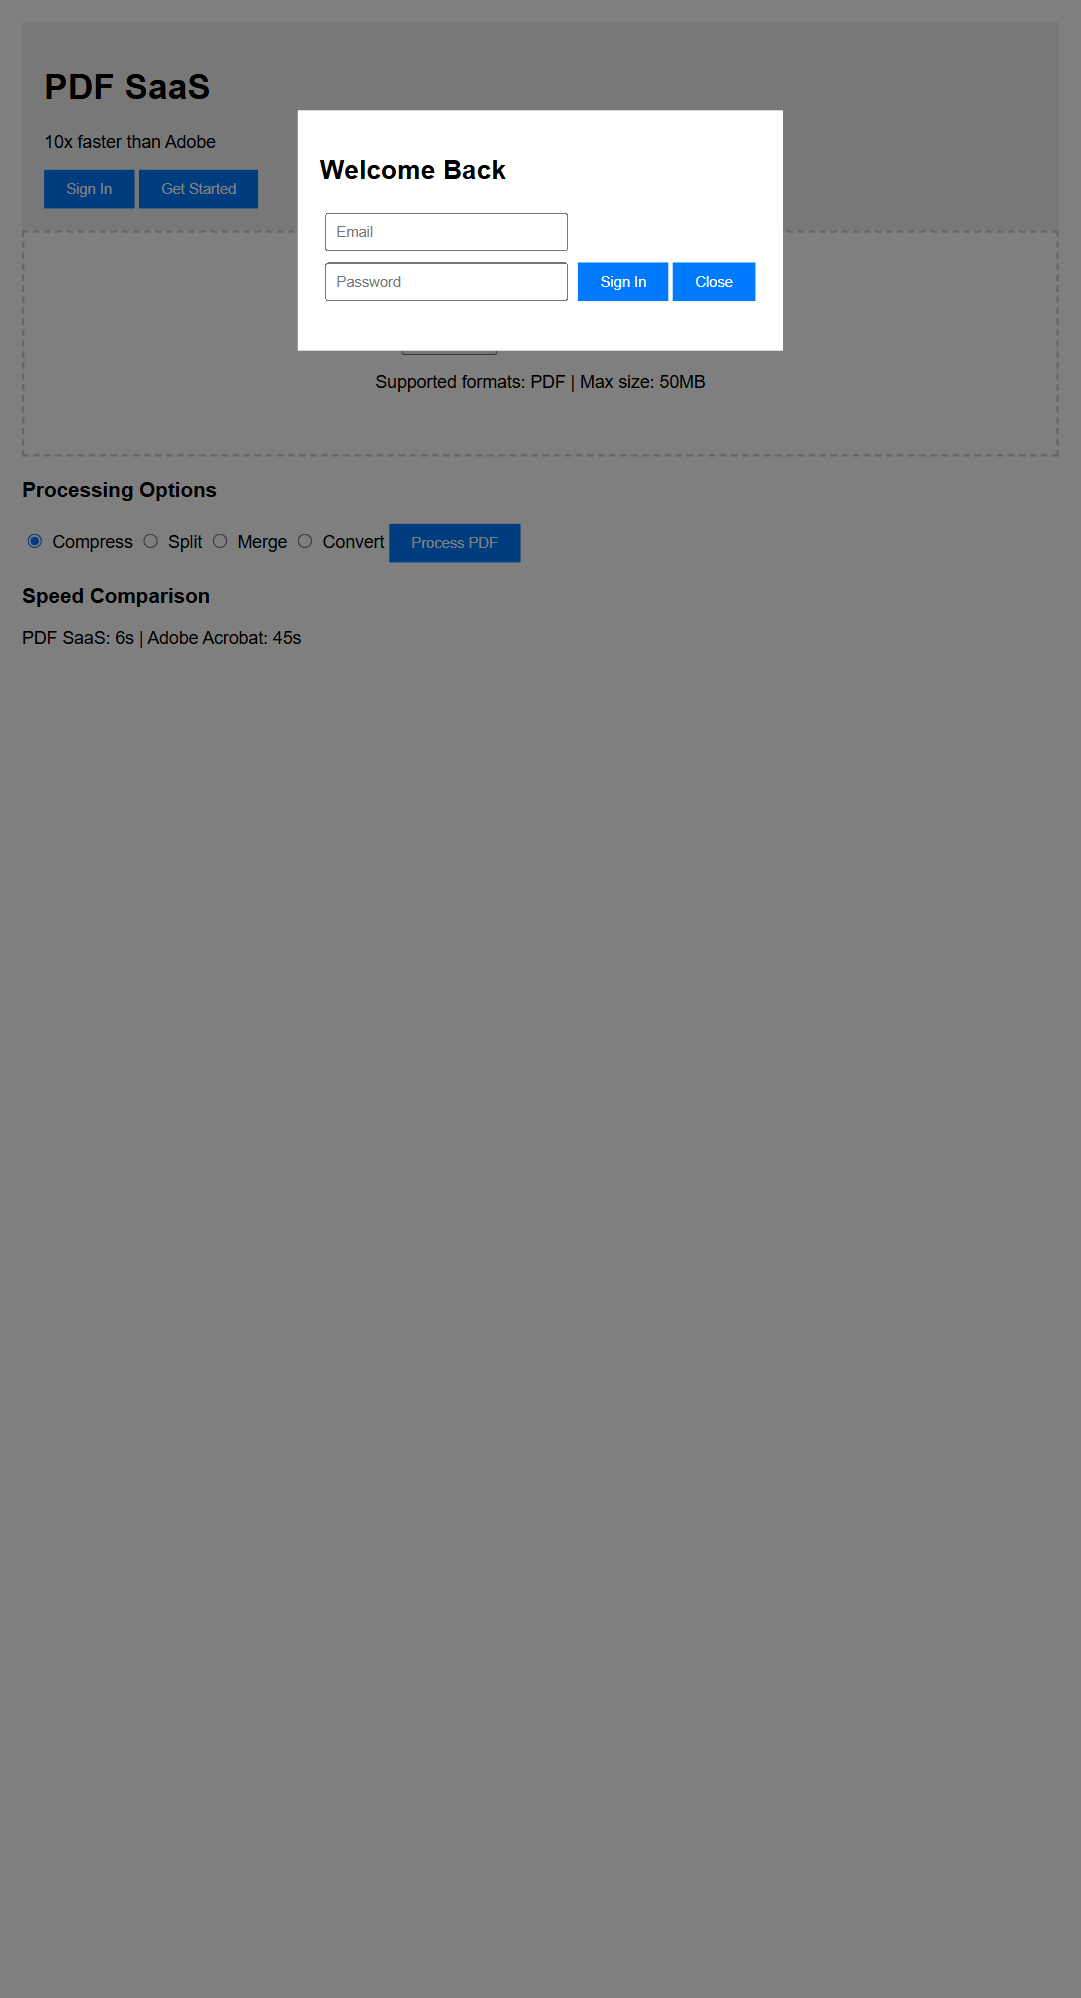 PDF SaaS
10x faster than Adobe
Sign In Get Started
Welcome Back
Email
Password Sign In Close
Supported formats: PDF | Max size: 50MB
Processing Options
Compress Split Merge Convert Process PDF
Speed Comparison
PDF SaaS: 6s | Adobe Acrobat: 45s